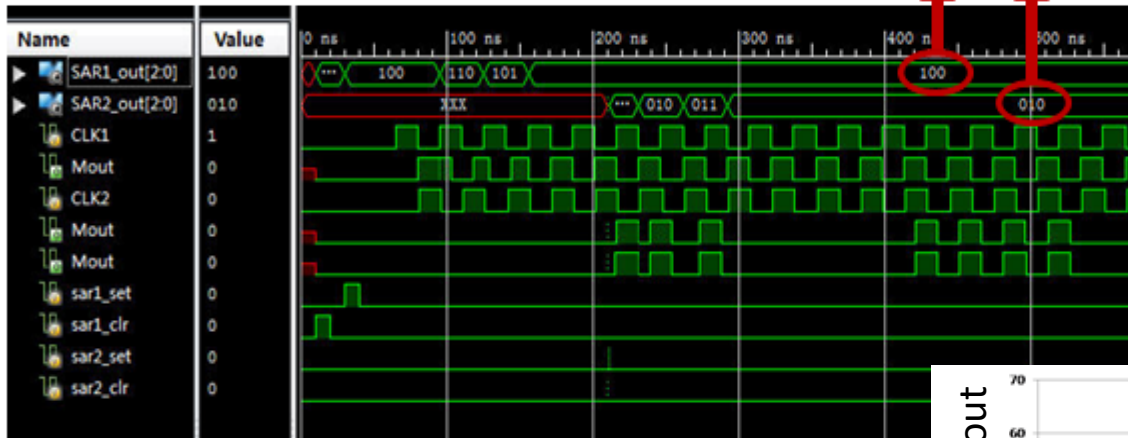 Name Value 0 ns 100 ns 200 ns 300 ns 400 500 ns
SAR1_out[2:0] 100 ... 100 110 101 100
SAR2_out[2:0] 010 XXX ... 010 011 010
CLK1 1
Mout 0
CLK2 0
Mout 0
Mout 0
sar1_set 0
sar1_clr 0
sar2_set 0
sar2_clr 0
70
60
out